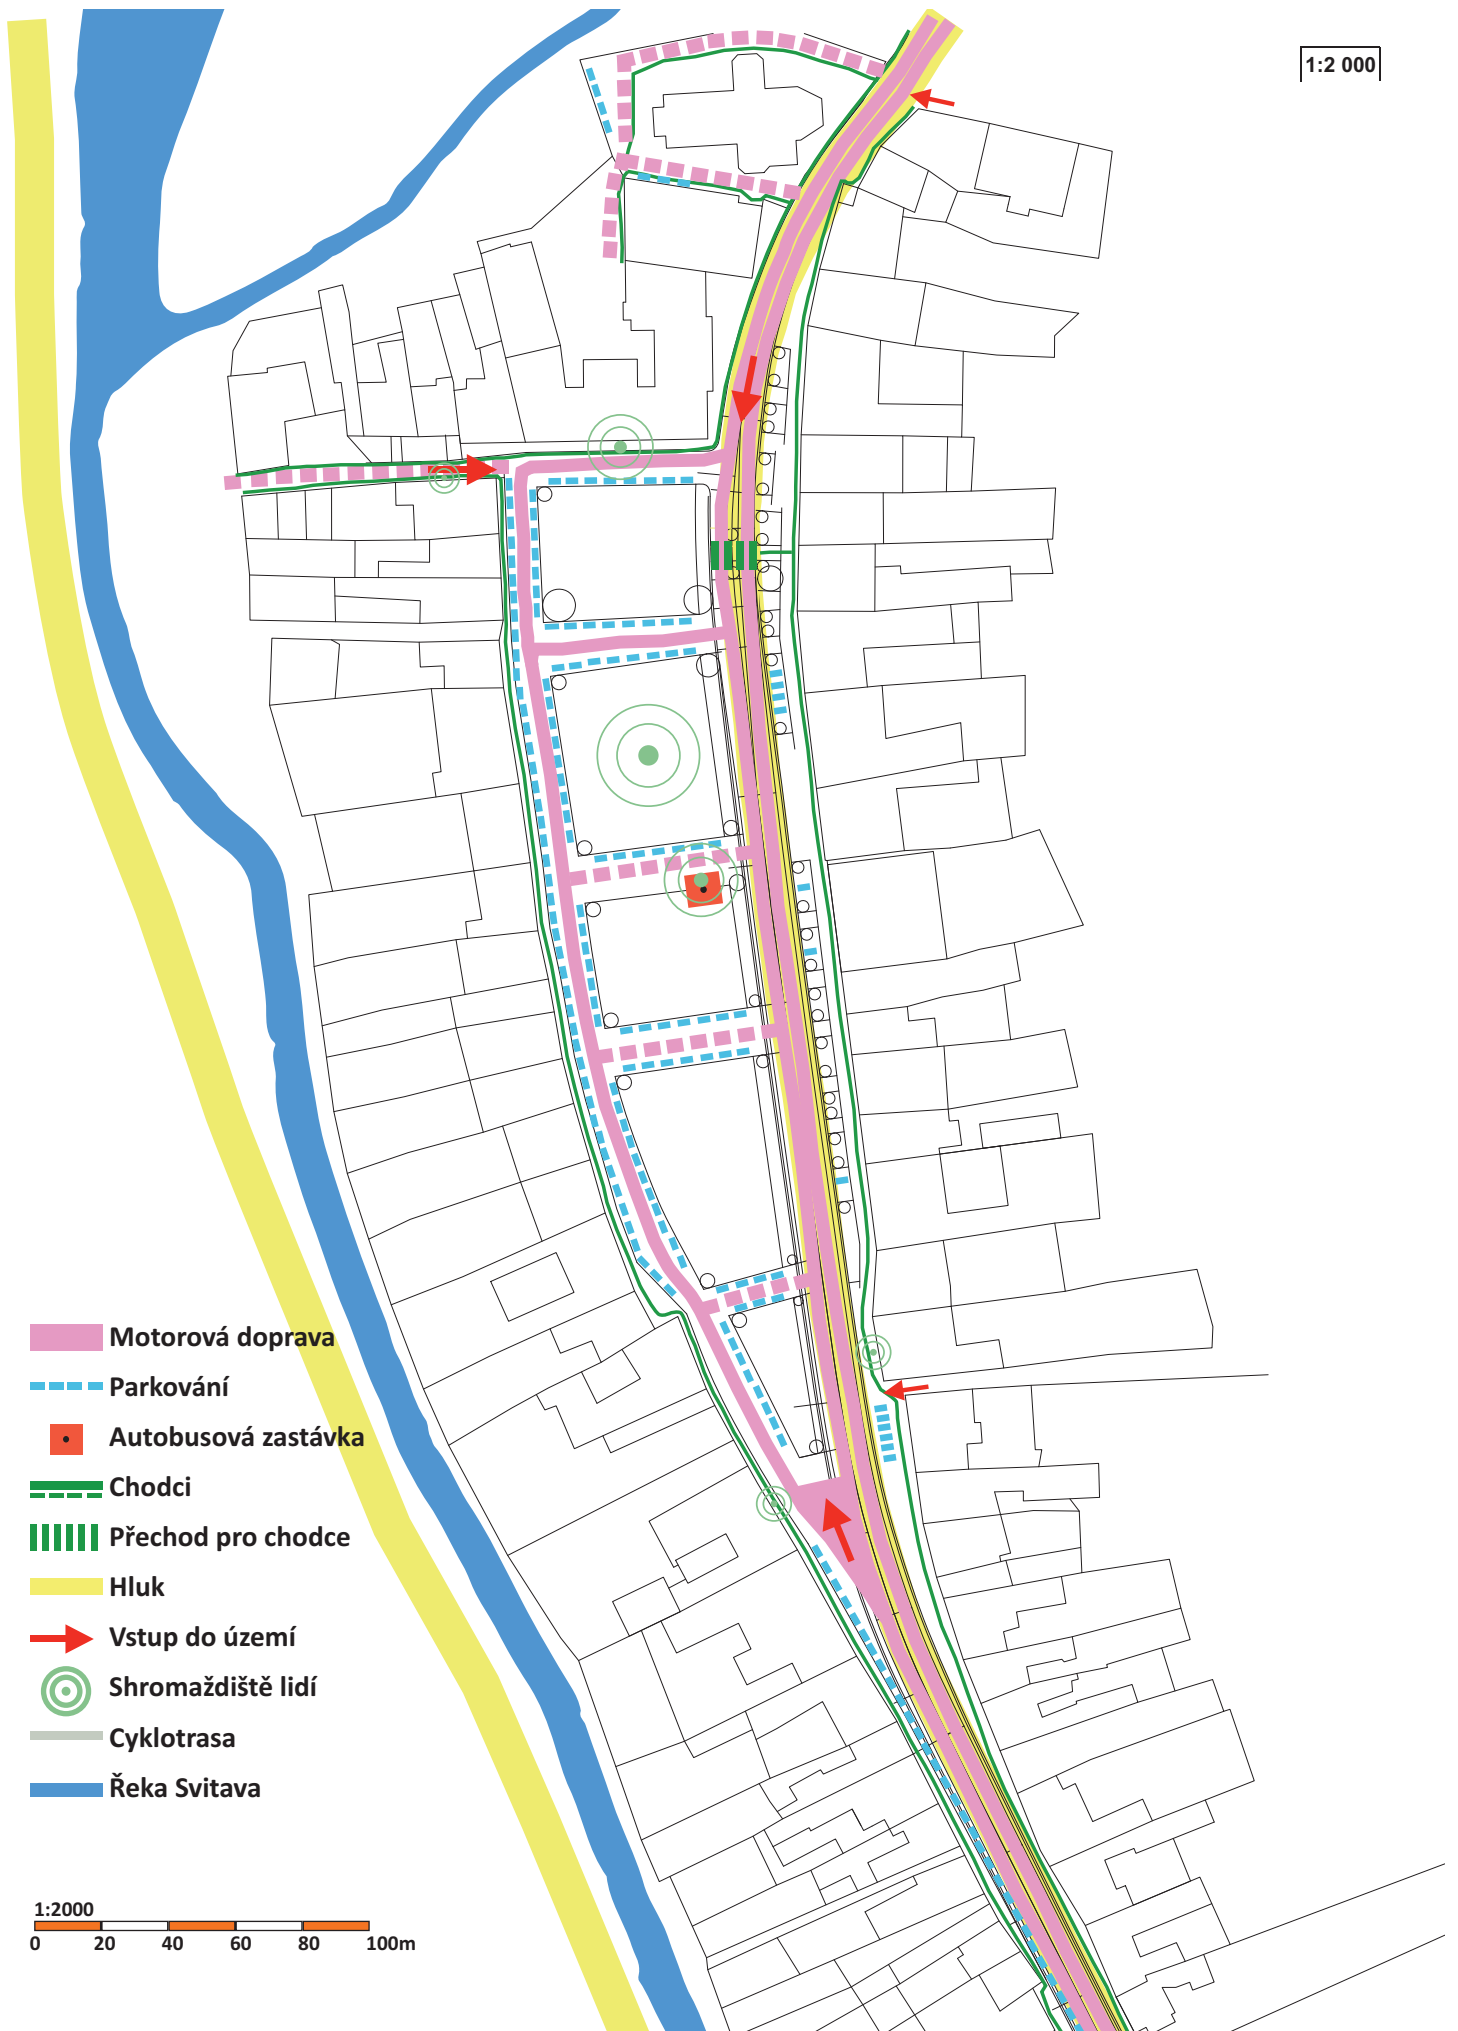 1:2 000
Motorová doprava
Parkování
Autobusová zastávka
Chodci
Přechod pro chodce
Hluk
Vstup do území
Shromaždiště lidí
Cyklotrasa
Řeka Svitava
1:2000
0 20 40 60 80 100m